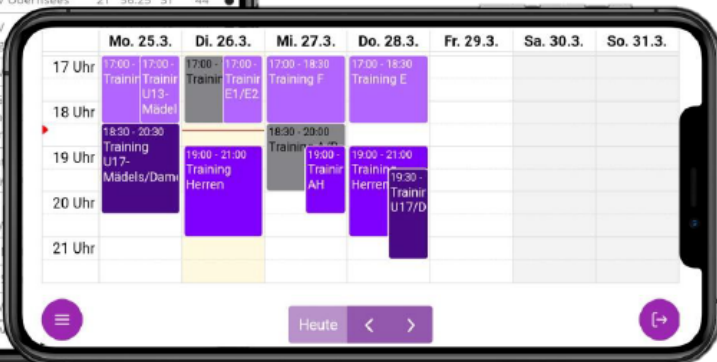 Mo. 25.3. Di. 26.3. Mi. 27.3. Do. 28.3. Fr. 29.3. Sa. 30.3. So. 31.3.
17 Uhr
18 Uhr
19 Uhr
20 Uhr
21 Uhr
17:00 -
Trainir
17:00 -
Trainir
U13-
Mädel
18:30 - 20:30
Training
U17-
Mädels/Dam
17:00 -
Trainir
17:00 -
Trainir
E1/E2
19:00 - 21:00
Training
Herren
17:00 - 18:30
Training F
18:30 - 20:00
Training
19:00 -
Trainir
AH
17:00 - 18:30
Training E
19:00 - 21:00
Training
Herren
19:30 -
Trainir
U17/D
Heute